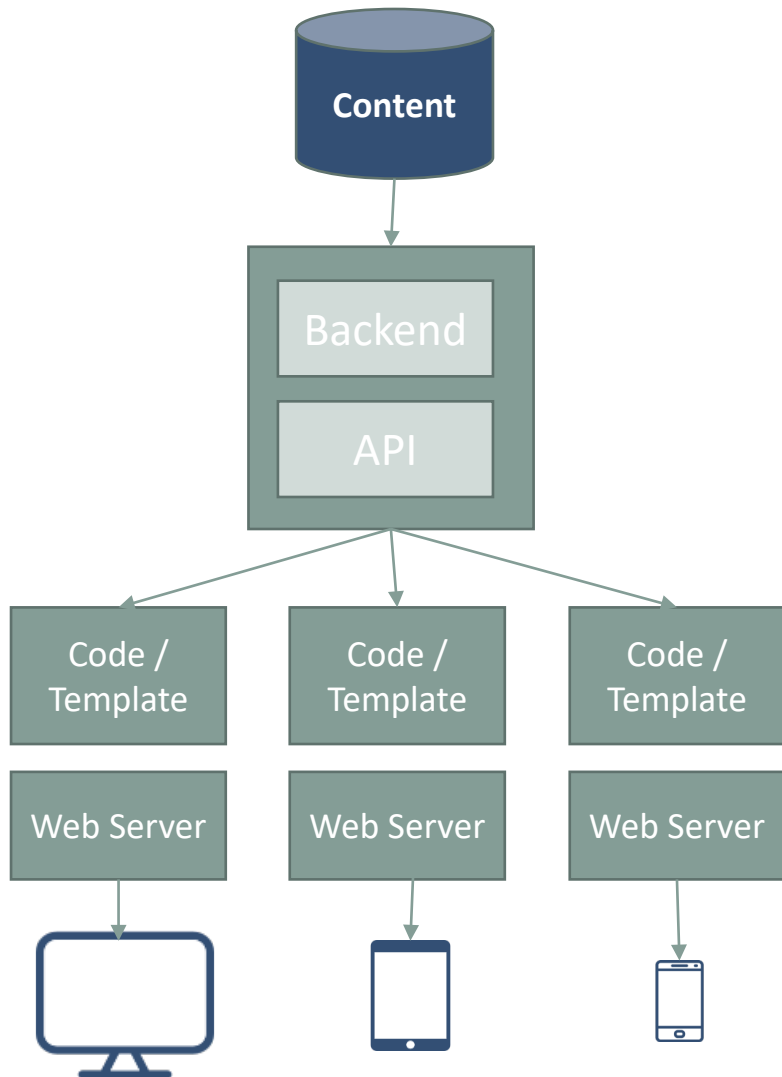 Content
Backend
API
Code /
Template
Code /
Template
Code /
Template
Web Server
Web Server
Web Server